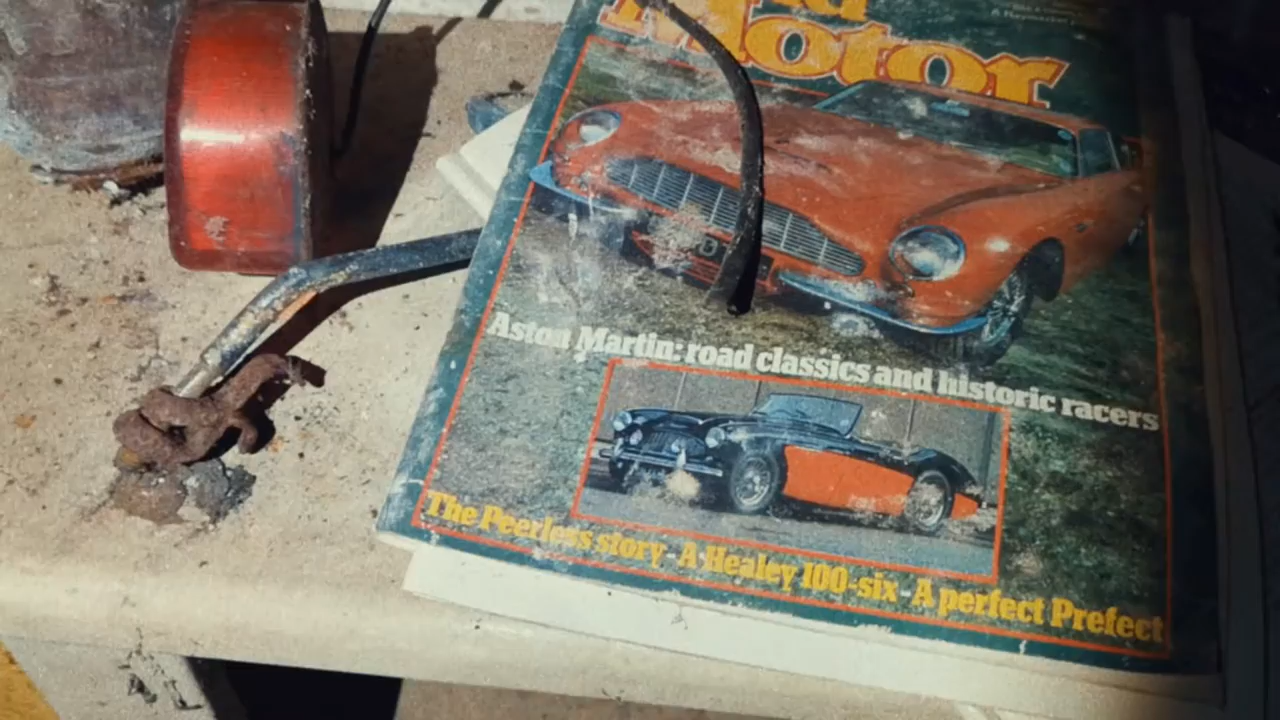 Motor
Aston Martin: road classics and historic racers
The Peerless story - A Healey 100-six - A perfect Prefect